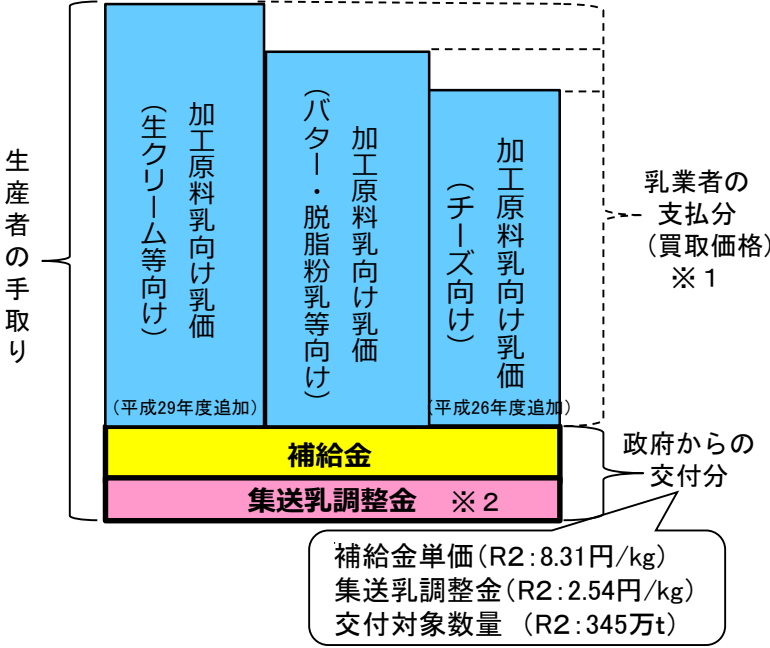 生産者の手取り
加工原料乳向け乳価
(生クリーム等向け)
(平成29年度追加)
加工原料乳向け乳価
(バター・脱脂粉乳等向け)
加工原料乳向け乳価
(チーズ向け)
(平成26年度追加)
乳業者の
支払分
(買取価格)
※1
補給金
集送乳調整金 ※2
政府からの
交付分
補給金単価(R2:8.31円/kg)
集送乳調整金(R2:2.54円/kg)
交付対象数量 (R2:345万t)